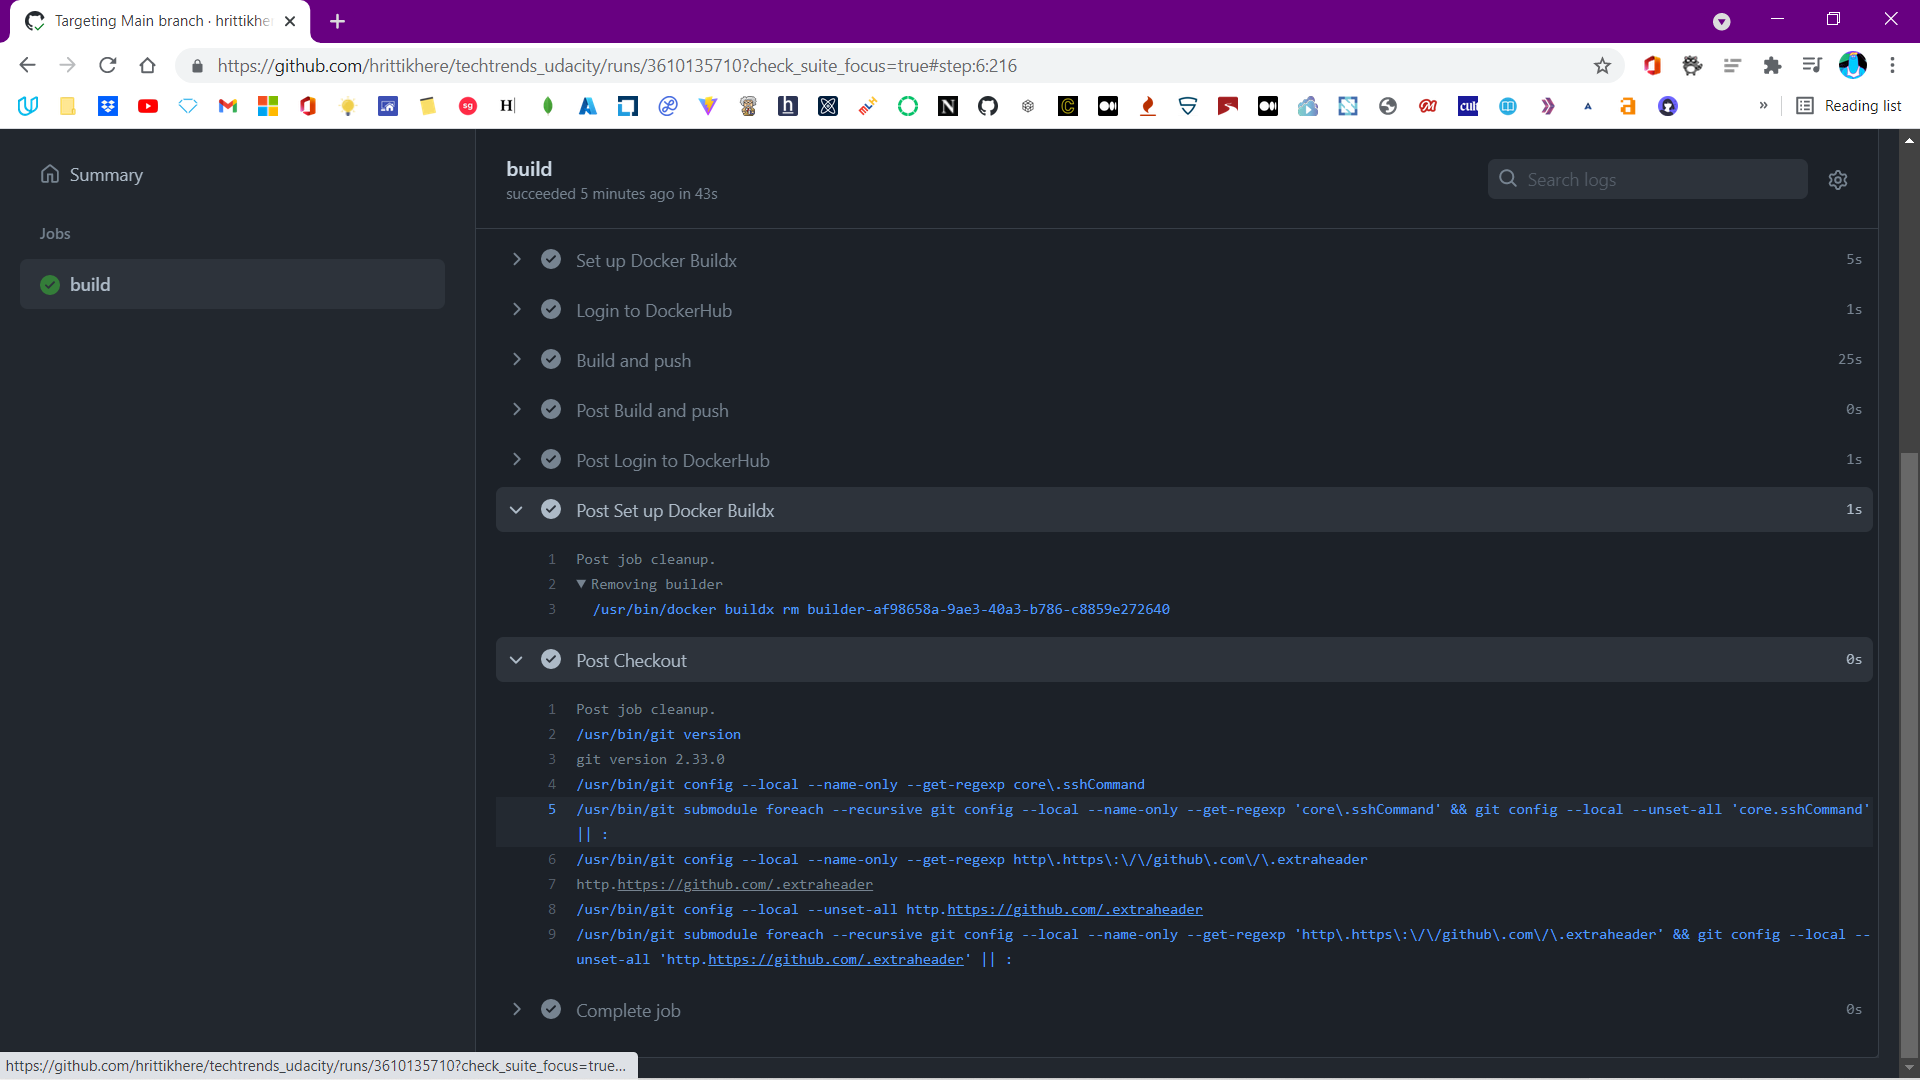 Targeting Main branch · hrittikhe
https://github.com/hrittikhere/techtrends_udacity/runs/3610135710?check_suite_focus=true#step:6:216
sg
H
h
N
C
cult
a
»
Reading list
Summary
Jobs
build
build
succeeded 5 minutes ago in 43s
Search logs
Set up Docker Buildx 5s
Login to DockerHub 1s
Build and push 25s
Post Build and push 0s
Post Login to DockerHub 1s
Post Set up Docker Buildx 1s
1 Post job cleanup.
2 ▼Removing builder
3 /usr/bin/docker buildx rm builder-af98658a-9ae3-40a3-b786-c8859e272640
Post Checkout 0s
1 Post job cleanup.
2 /usr/bin/git version
3 git version 2.33.0
4 /usr/bin/git config --local --name-only --get-regexp core\.sshCommand
5 /usr/bin/git submodule foreach --recursive git config --local --name-only --get-regexp 'core\.sshCommand' && git config --local --unset-all 'core.sshCommand'
|| :
6 /usr/bin/git config --local --name-only --get-regexp http\.https\:\/\/github\.com\/\.extraheader
7 http.https://github.com/.extraheader
8 /usr/bin/git config --local --unset-all http.https://github.com/.extraheader
9 /usr/bin/git submodule foreach --recursive git config --local --name-only --get-regexp 'http\.https\:\/\/github\.com\/\.extraheader' && git config --local --
unset-all 'http.https://github.com/.extraheader' || :
Complete job 0s
https://github.com/hrittikhere/techtrends_udacity/runs/3610135710?check_suite_focus=true...